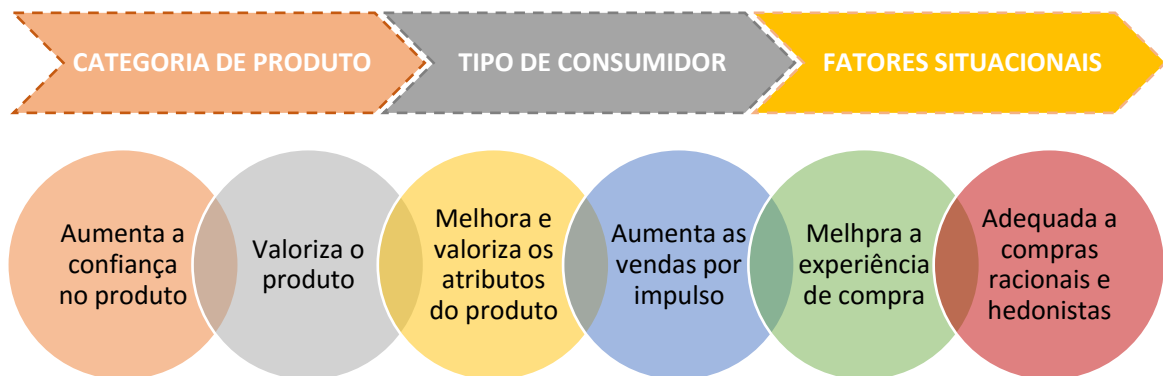 CATEGORIA DE PRODUTO
TIPO DE CONSUMIDOR
FATORES SITUACIONAIS
Aumenta a
confiança
no produto
Valoriza o
produto
Melhora e
valoriza os
atributos
do produto
Aumenta as
vendas por
impulso
Melhpra a
experiência
de compra
Adequada a
compras
racionais e
hedonistas